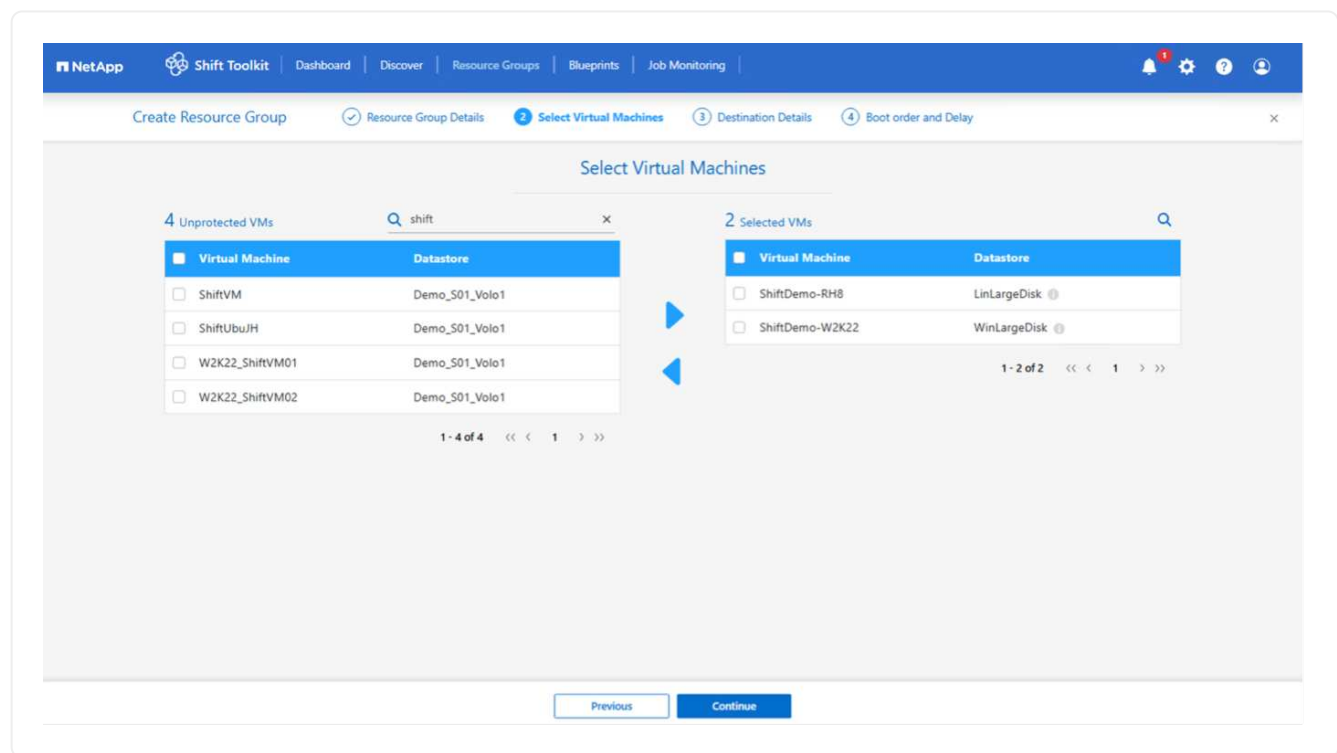 NetApp Shift Toolkit Dashboard Discover Resource Groups Blueprints Job Monitoring 1 ?
Create Resource Group Resource Group Details 2 Select Virtual Machines 3 Destination Details 4 Boot order and Delay
Select Virtual Machines
4 Unprotected VMs shift
Virtual Machine Datastore
ShiftVM Demo_S01_Volo1
ShiftUbuJH Demo_S01_Volo1
W2K22_ShiftVM01 Demo_S01_Volo1
W2K22_ShiftVM02 Demo_S01_Volo1
1 - 4 of 4 << < 1 > >>
2 Selected VMs
Virtual Machine Datastore
ShiftDemo-RH8 LinLargeDisk
ShiftDemo-W2K22 WinLargeDisk
1 - 2 of 2 << < 1 > >>
Previous Continue